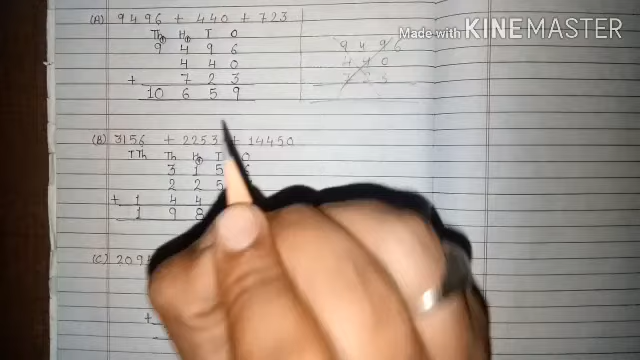 Made with KINEMASTER
(A) 9496 + 440 + 723
Th H T O
9 4 9 6
4 4 0
+ 7 2 3
10 6 5 9
9 4 9 6
4 4 0
7 2 3
(B) 3156 + 2253 + 14450
T Th Th H T O
3 1 5 6
2 2 5
+ 1 4 4
1 9 8
(C) 209
+